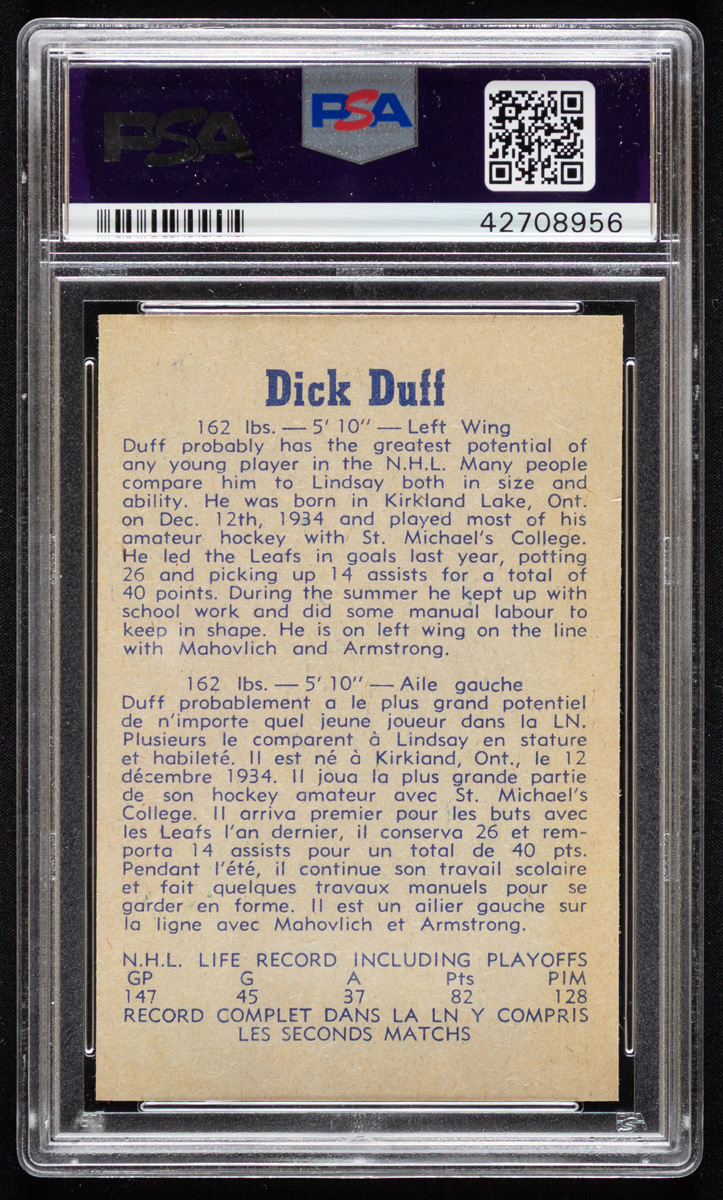 PSA
PSA
42708956
Dick Duff
162 lbs. — 5' 10" — Left Wing
Duff probably has the greatest potential of
any young player in the N.H.L. Many people
compare him to Lindsay both in size and
ability. He was born in Kirkland Lake, Ont.
on Dec. 12th, 1934 and played most of his
amateur hockey with St. Michael's College.
He led the Leafs in goals last year, potting
26 and picking up 14 assists for a total of
40 points. During the summer he kept up with
school work and did some manual labour to
keep in shape. He is on left wing on the line
with Mahovlich and Armstrong.
162 lbs. — 5' 10" — Aile gauche
Duff probablement a le plus grand potentiel
de n'importe quel jeune joueur dans la LN.
Plusieurs le comparent à Lindsay en stature
et habileté. Il est né à Kirkland, Ont., le 12
décembre 1934. Il joua la plus grande partie
de son hockey amateur avec St. Michael's
College. Il arriva premier pour les buts avec
les Leafs l'an dernier, il conserva 26 et rem-
porta 14 assists pour un total de 40 pts.
Pendant l'été, il continue son travail scolaire
et fait quelques travaux manuels pour se
garder en forme. Il est un ailier gauche sur
la ligne avec Mahovlich et Armstrong.
N.H.L. LIFE RECORD INCLUDING PLAYOFFS
GP G A Pts PIM
147 45 37 82 128
RECORD COMPLET DANS LA LN Y COMPRIS
LES SECONDS MATCHS